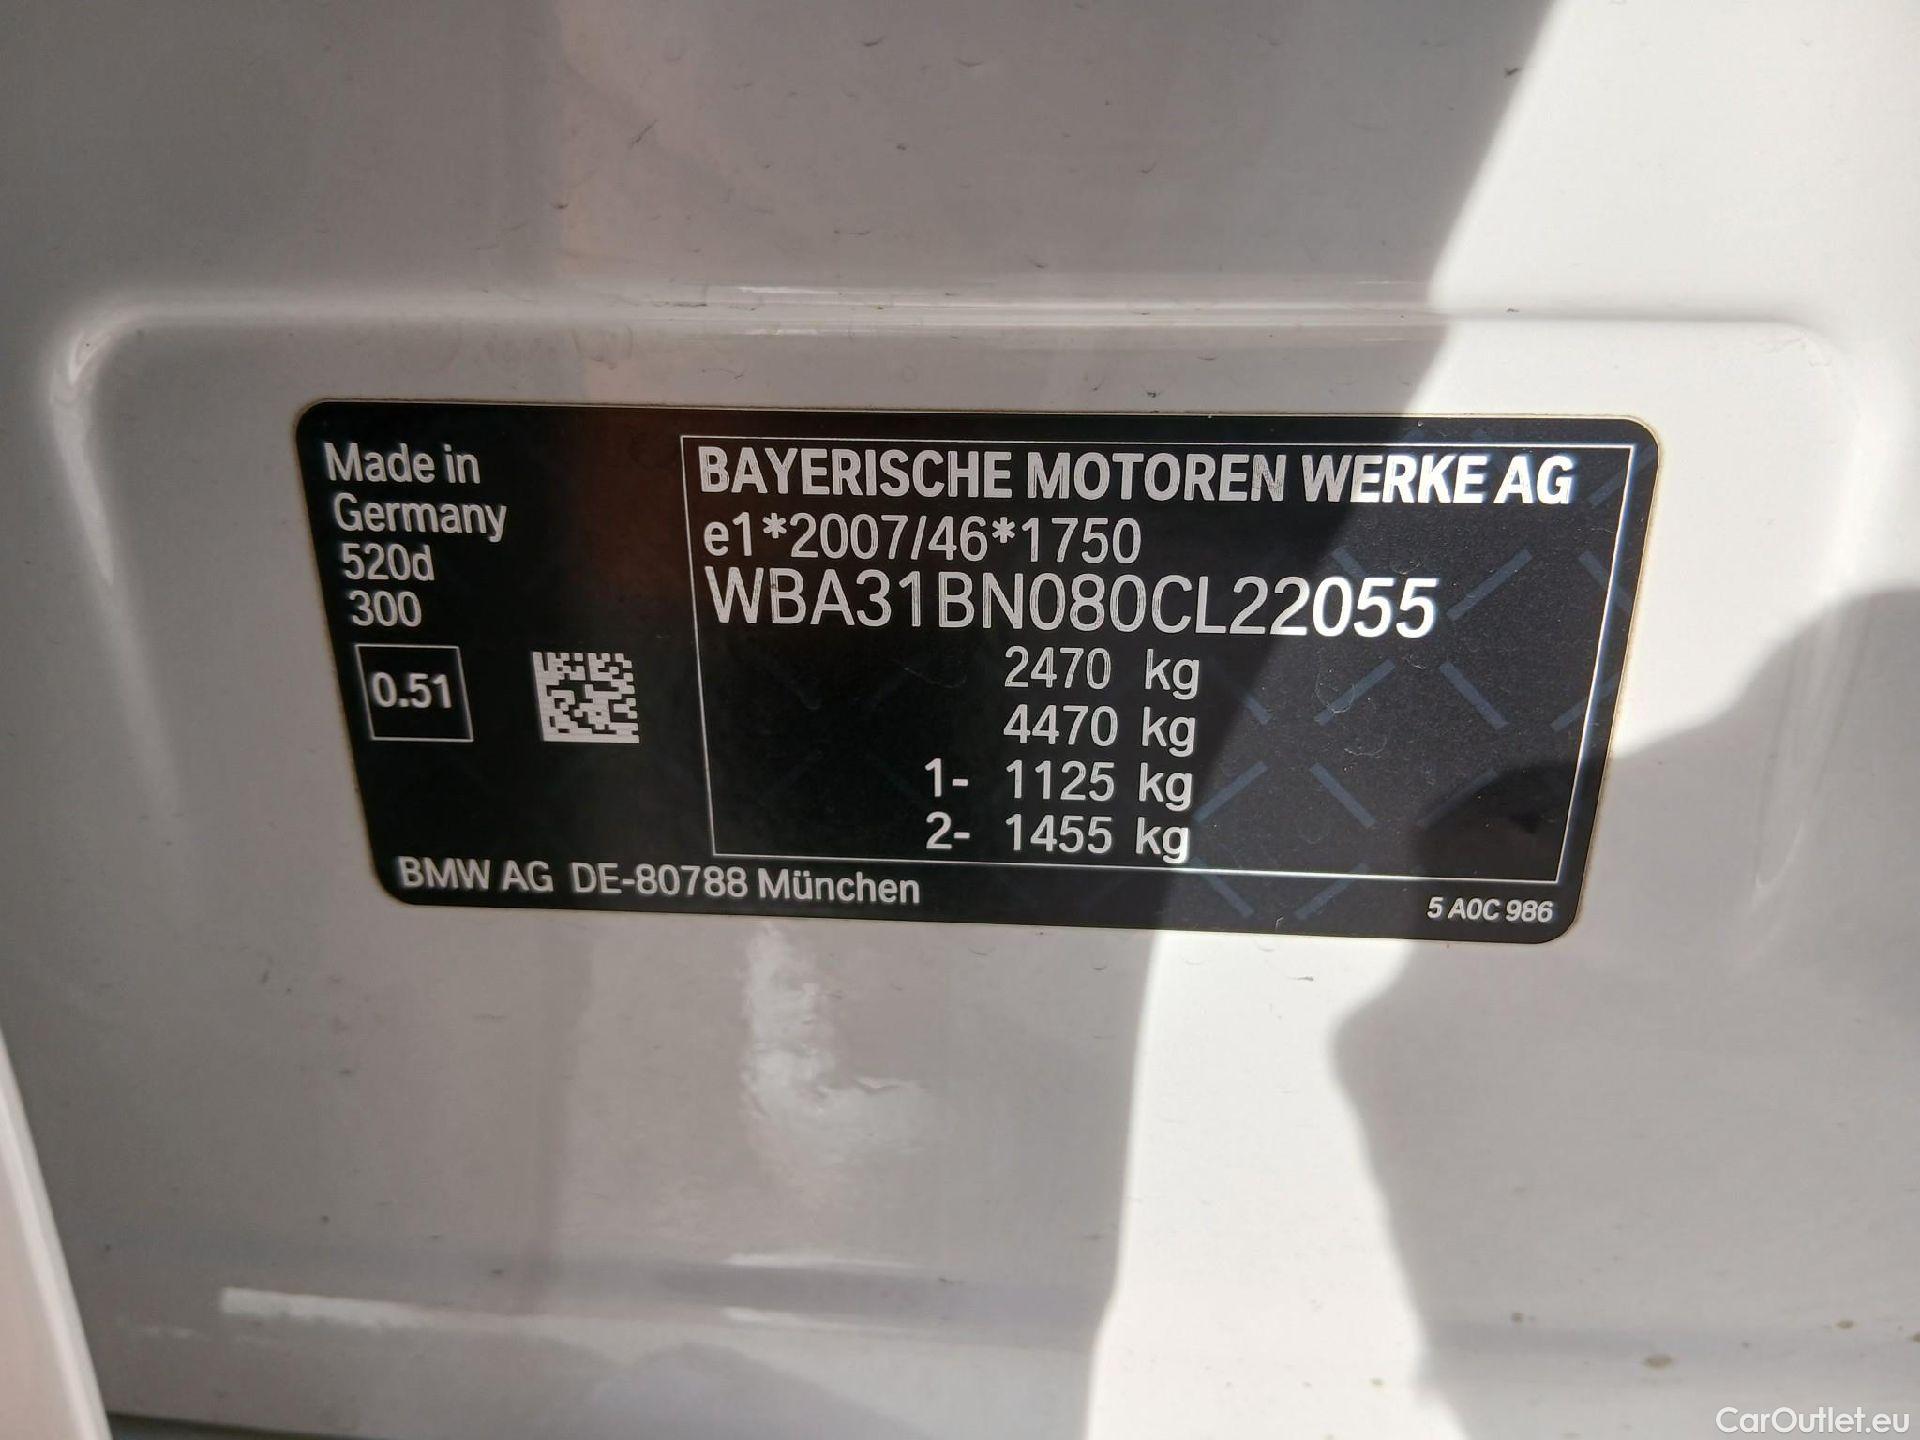 Made in
Germany
520d
300
0.51
BAYERISCHE MOTOREN WERKE AG
e1*2007/46*1750
WBA31BN080CL22055
2470 kg
4470 kg
1- 1125 kg
2- 1455 kg
BMW AG DE-80788 München
5 A0C 986
CarOutlet.eu